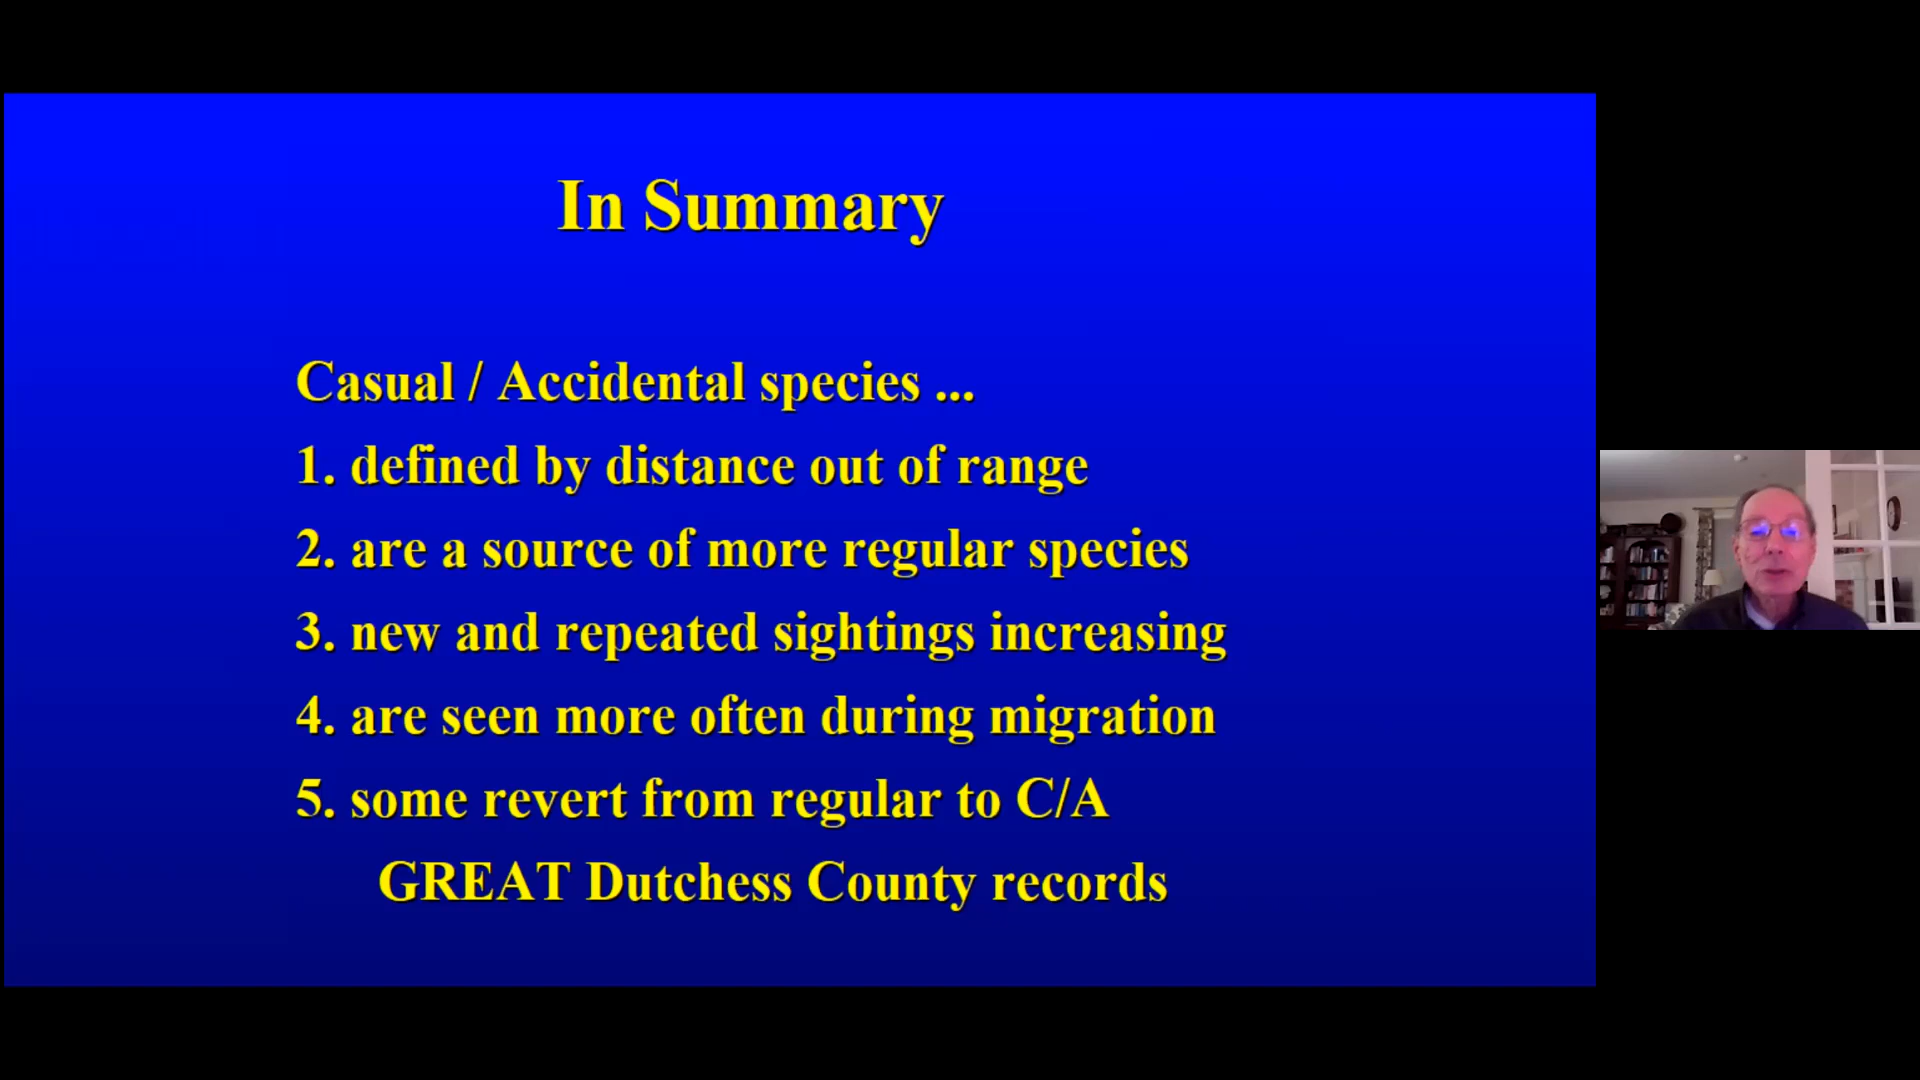 In Summary
Casual / Accidental species ...
1. defined by distance out of range
2. are a source of more regular species
3. new and repeated sightings increasing
4. are seen more often during migration
5. some revert from regular to C/A
GREAT Dutchess County records